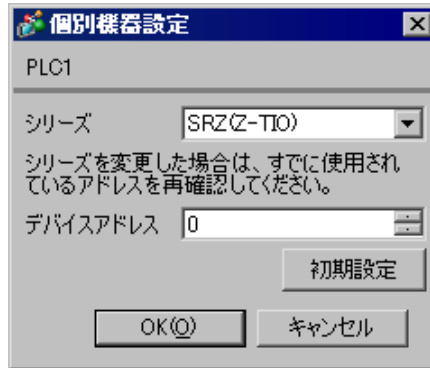 個別機器設定
PLC1
シリーズ SRZ(Z-TIO)
シリーズを変更した場合は、すでに使用され
ているアドレスを再確認してください。
デバイスアドレス 0
初期設定
OK(O) キャンセル